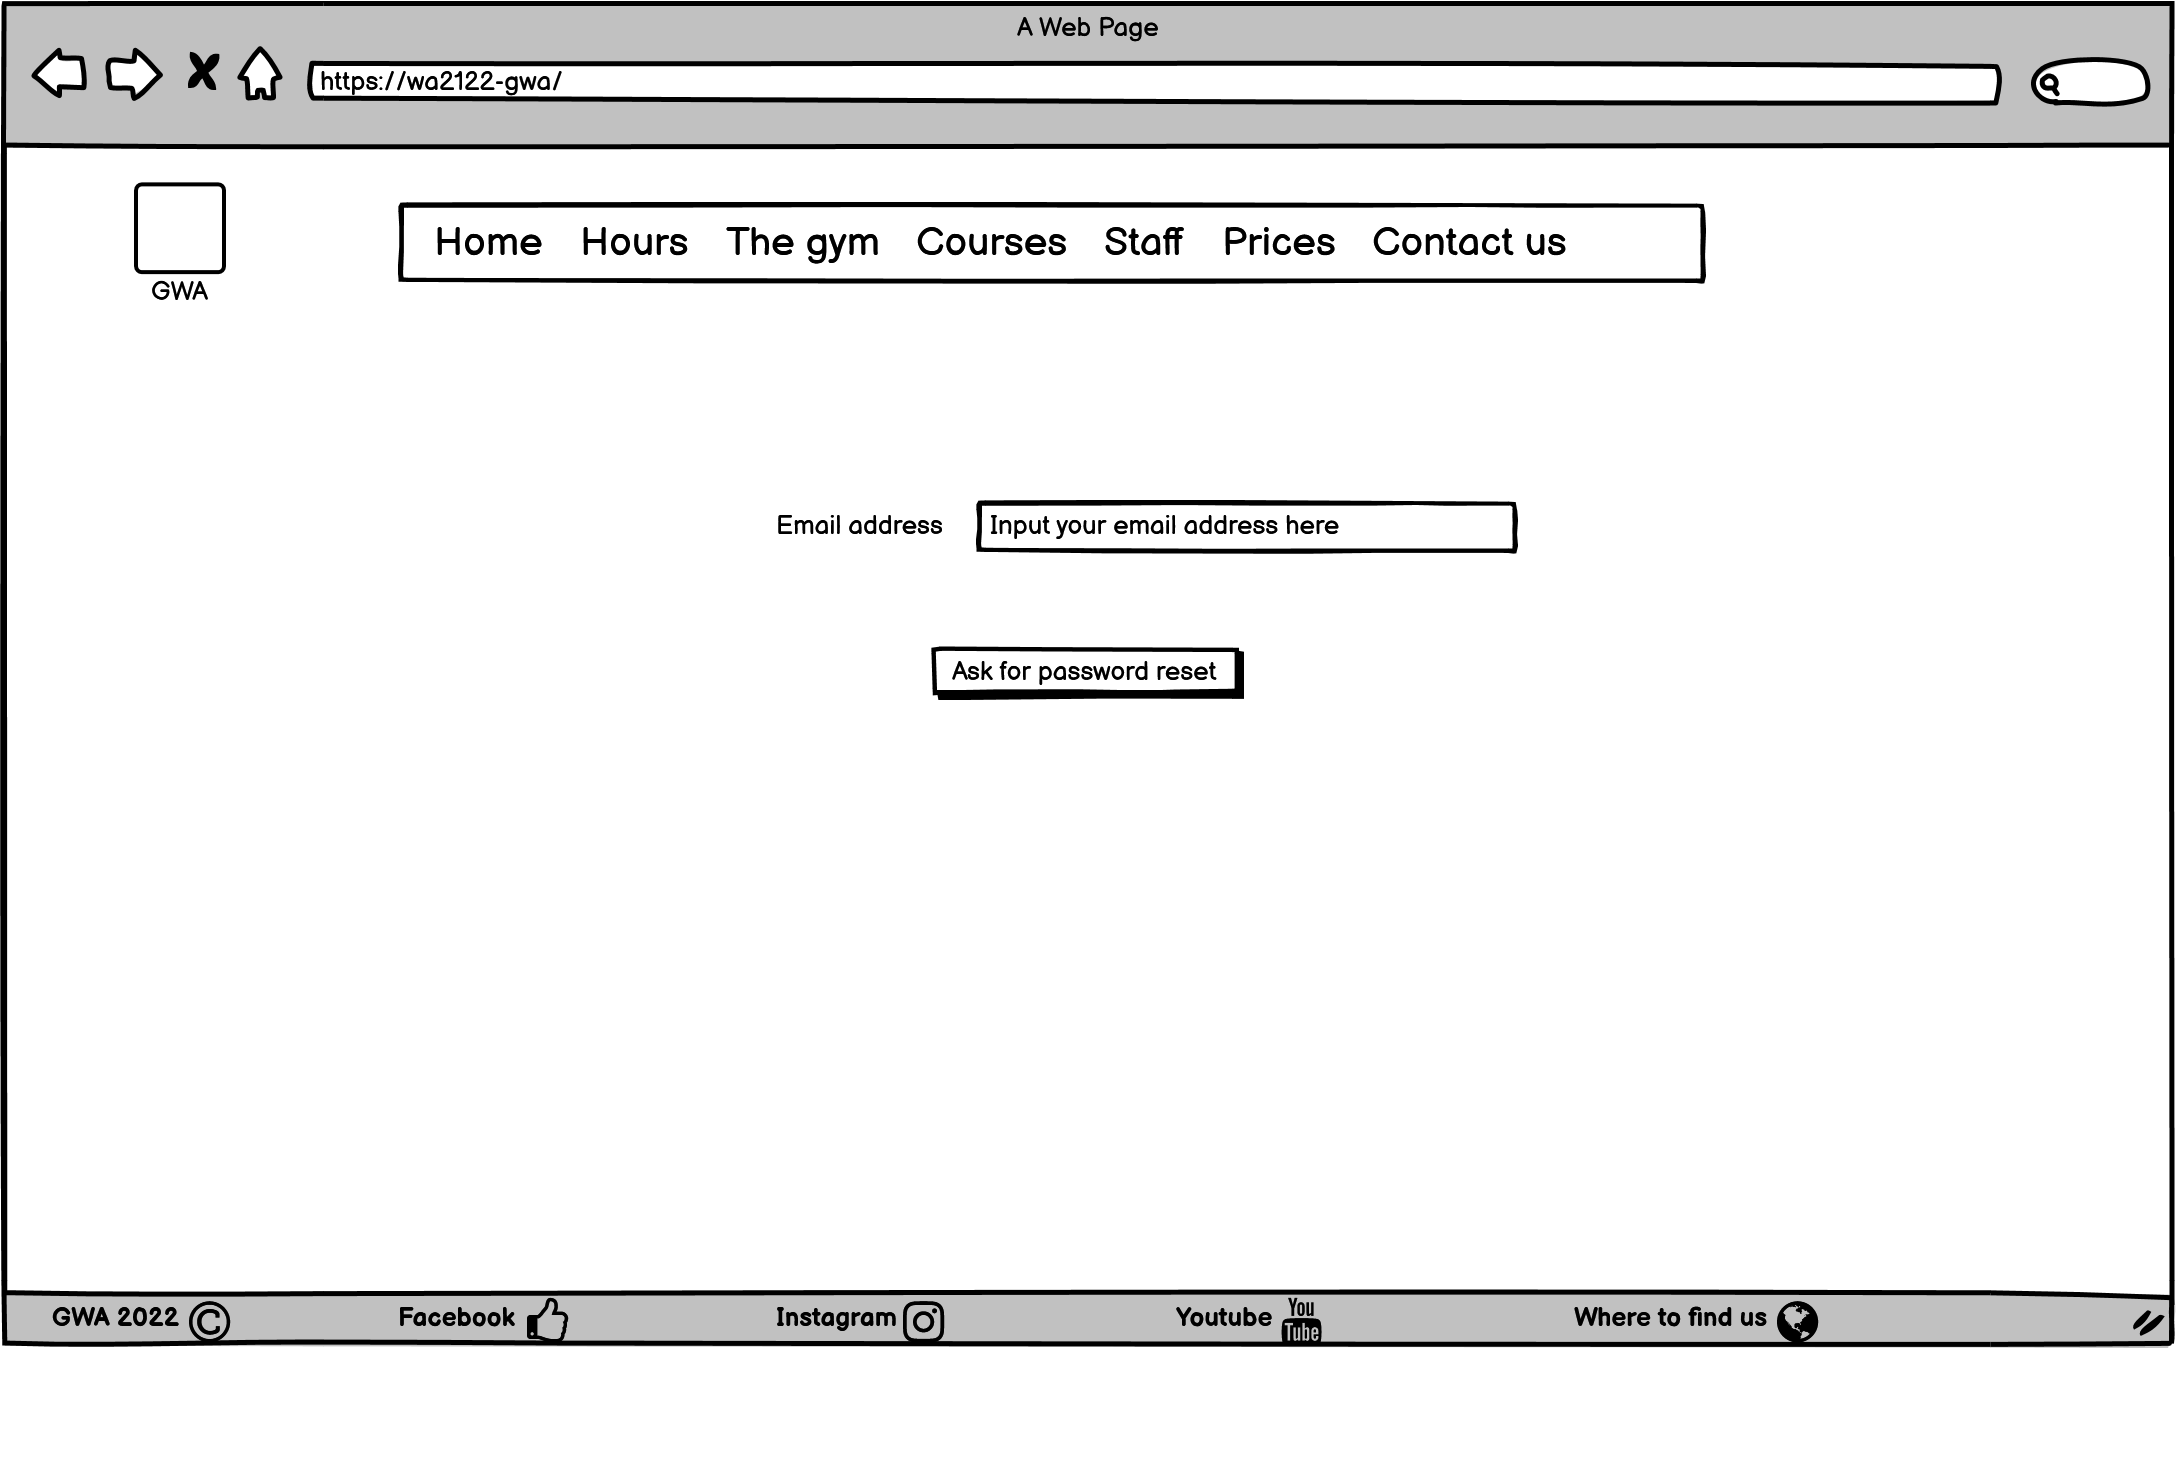 A Web Page
https://wa2122-gwa/
GWA
Home Hours The gym Courses Staff Prices Contact us
Email address Input your email address here
Ask for password reset
GWA 2022 Facebook Instagram Youtube You Tube Where to find us